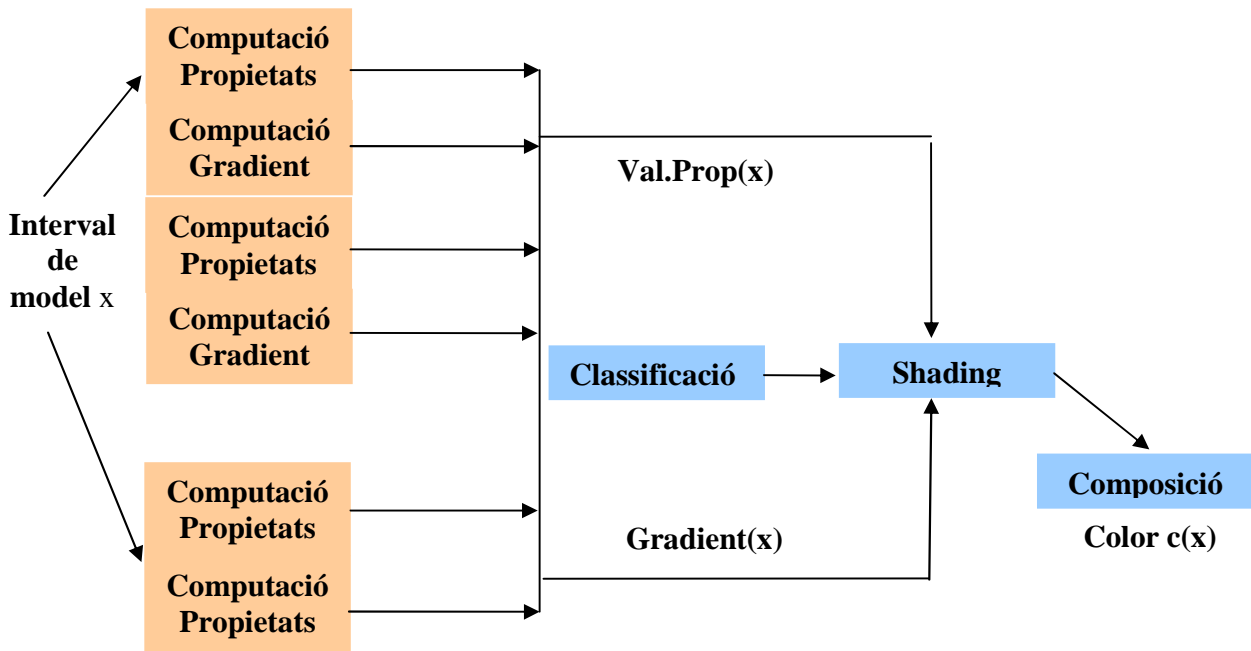 Computació
Propietats
Computació
Gradient
Val.Prop(x)
Interval
de
model x
Computació
Propietats
Computació
Gradient
Classificació
Shading
Composició
Color c(x)
Computació
Propietats
Gradient(x)
Computació
Propietats